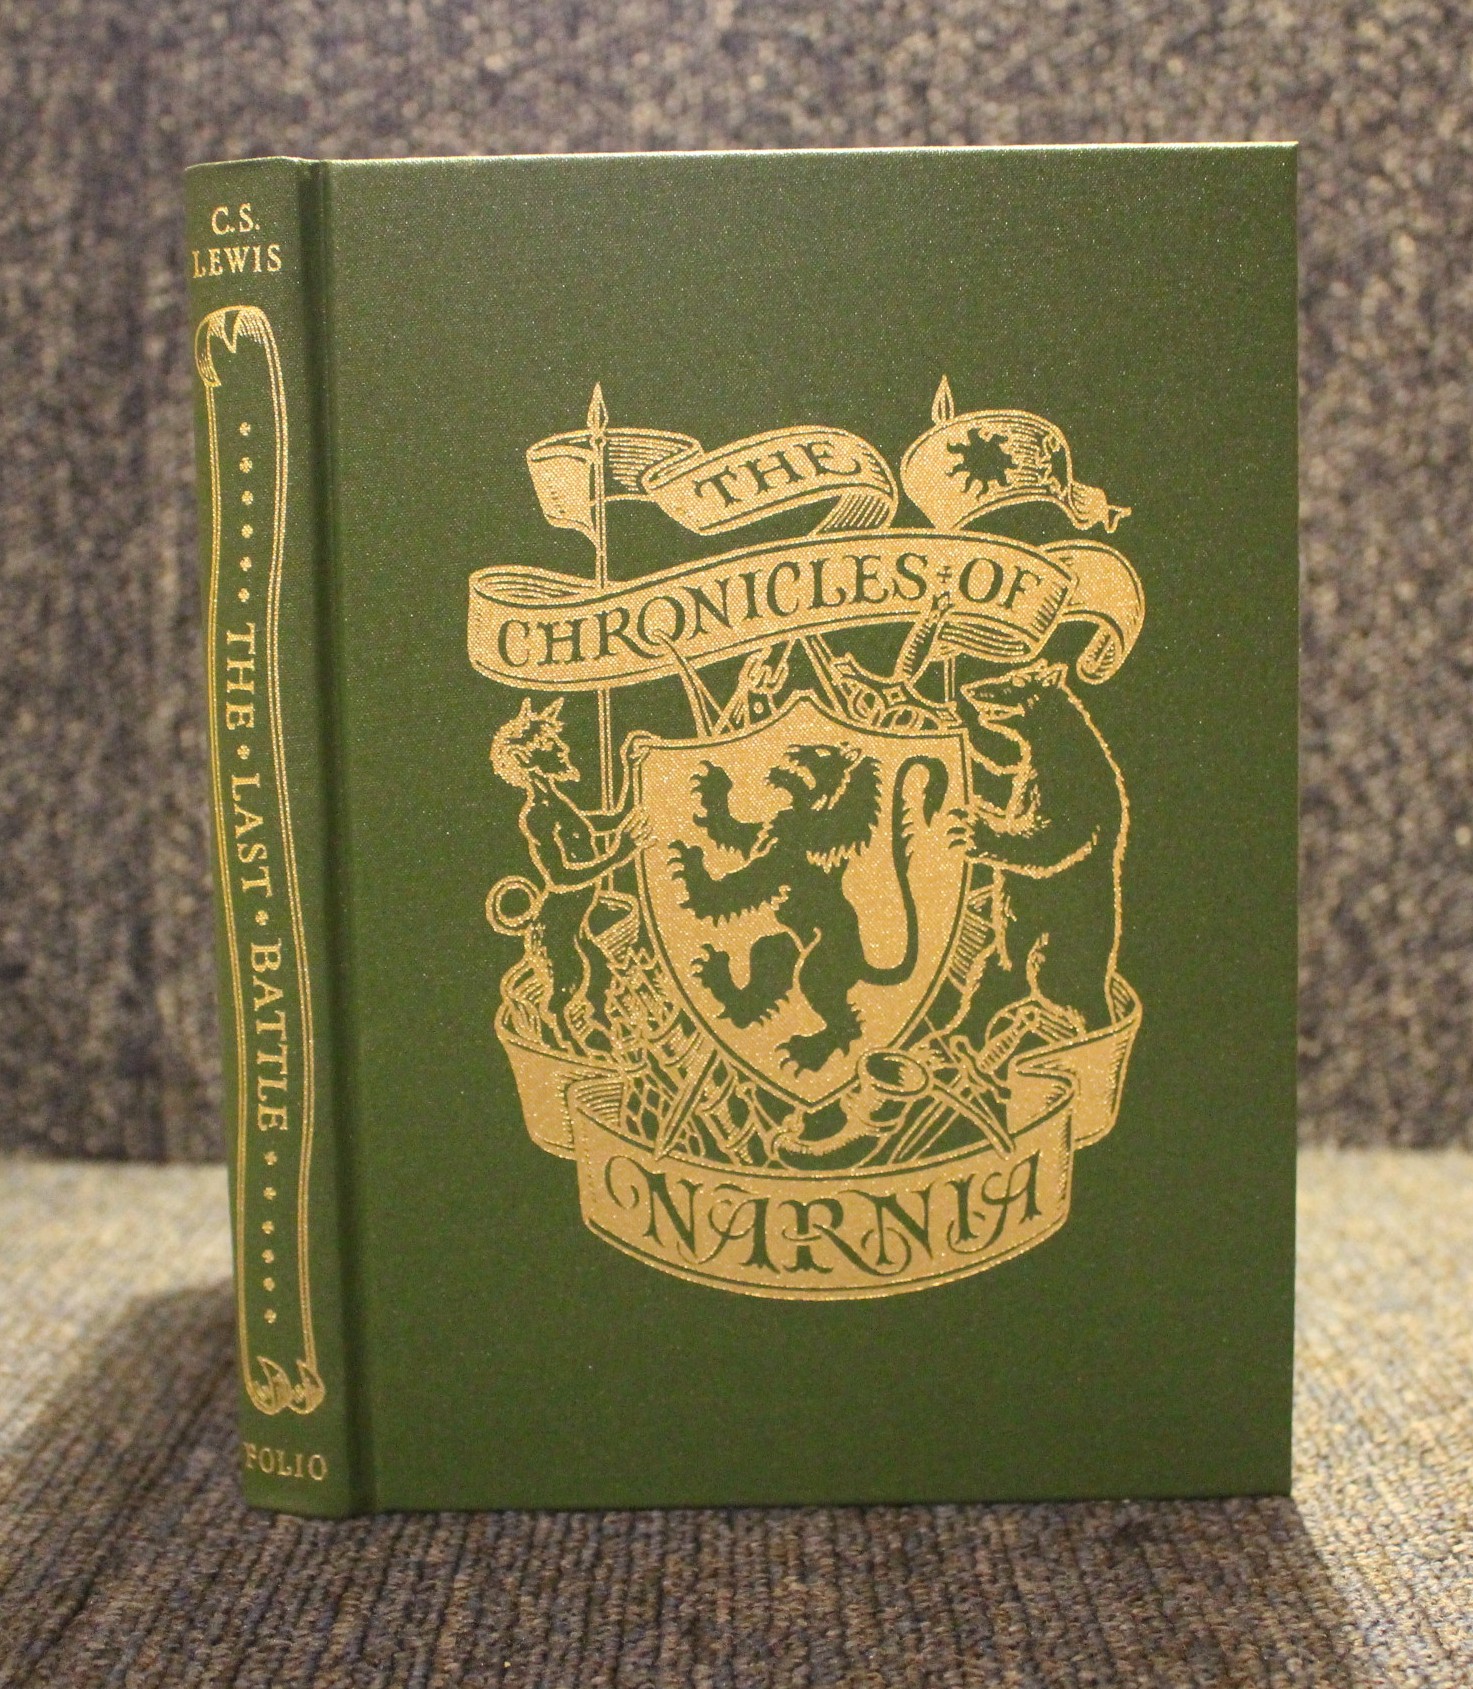 C.S.
LEWIS
THE · LAST · BATTLE
FOLIO
THE
CHRONICLES OF
NARNIA